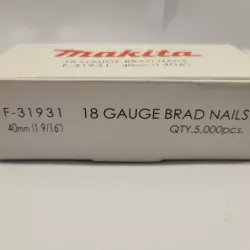 makita
18 GAUGE BRAD NAILS
F-31931 40mm (1 9/16")
F-31931 18 GAUGE BRAD NAILS
40mm (1 9/16") QTY.5,000pcs.